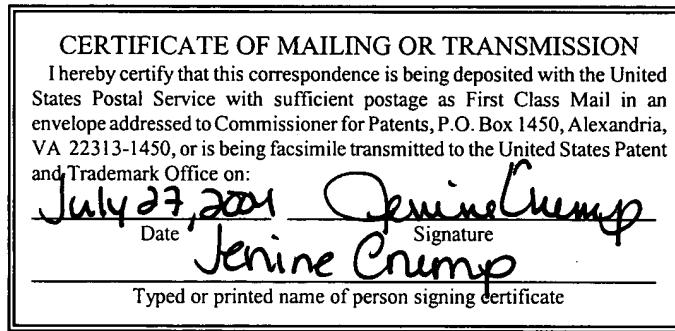 CERTIFICATE OF MAILING OR TRANSMISSION
I hereby certify that this correspondence is being deposited with the United
States Postal Service with sufficient postage as First Class Mail in an
envelope addressed to Commissioner for Patents, P.O. Box 1450, Alexandria,
VA 22313-1450, or is being facsimile transmitted to the United States Patent
and Trademark Office on:
July 27, 2004 Jenine Crump
Date Signature
Jenine Crump
Typed or printed name of person signing certificate